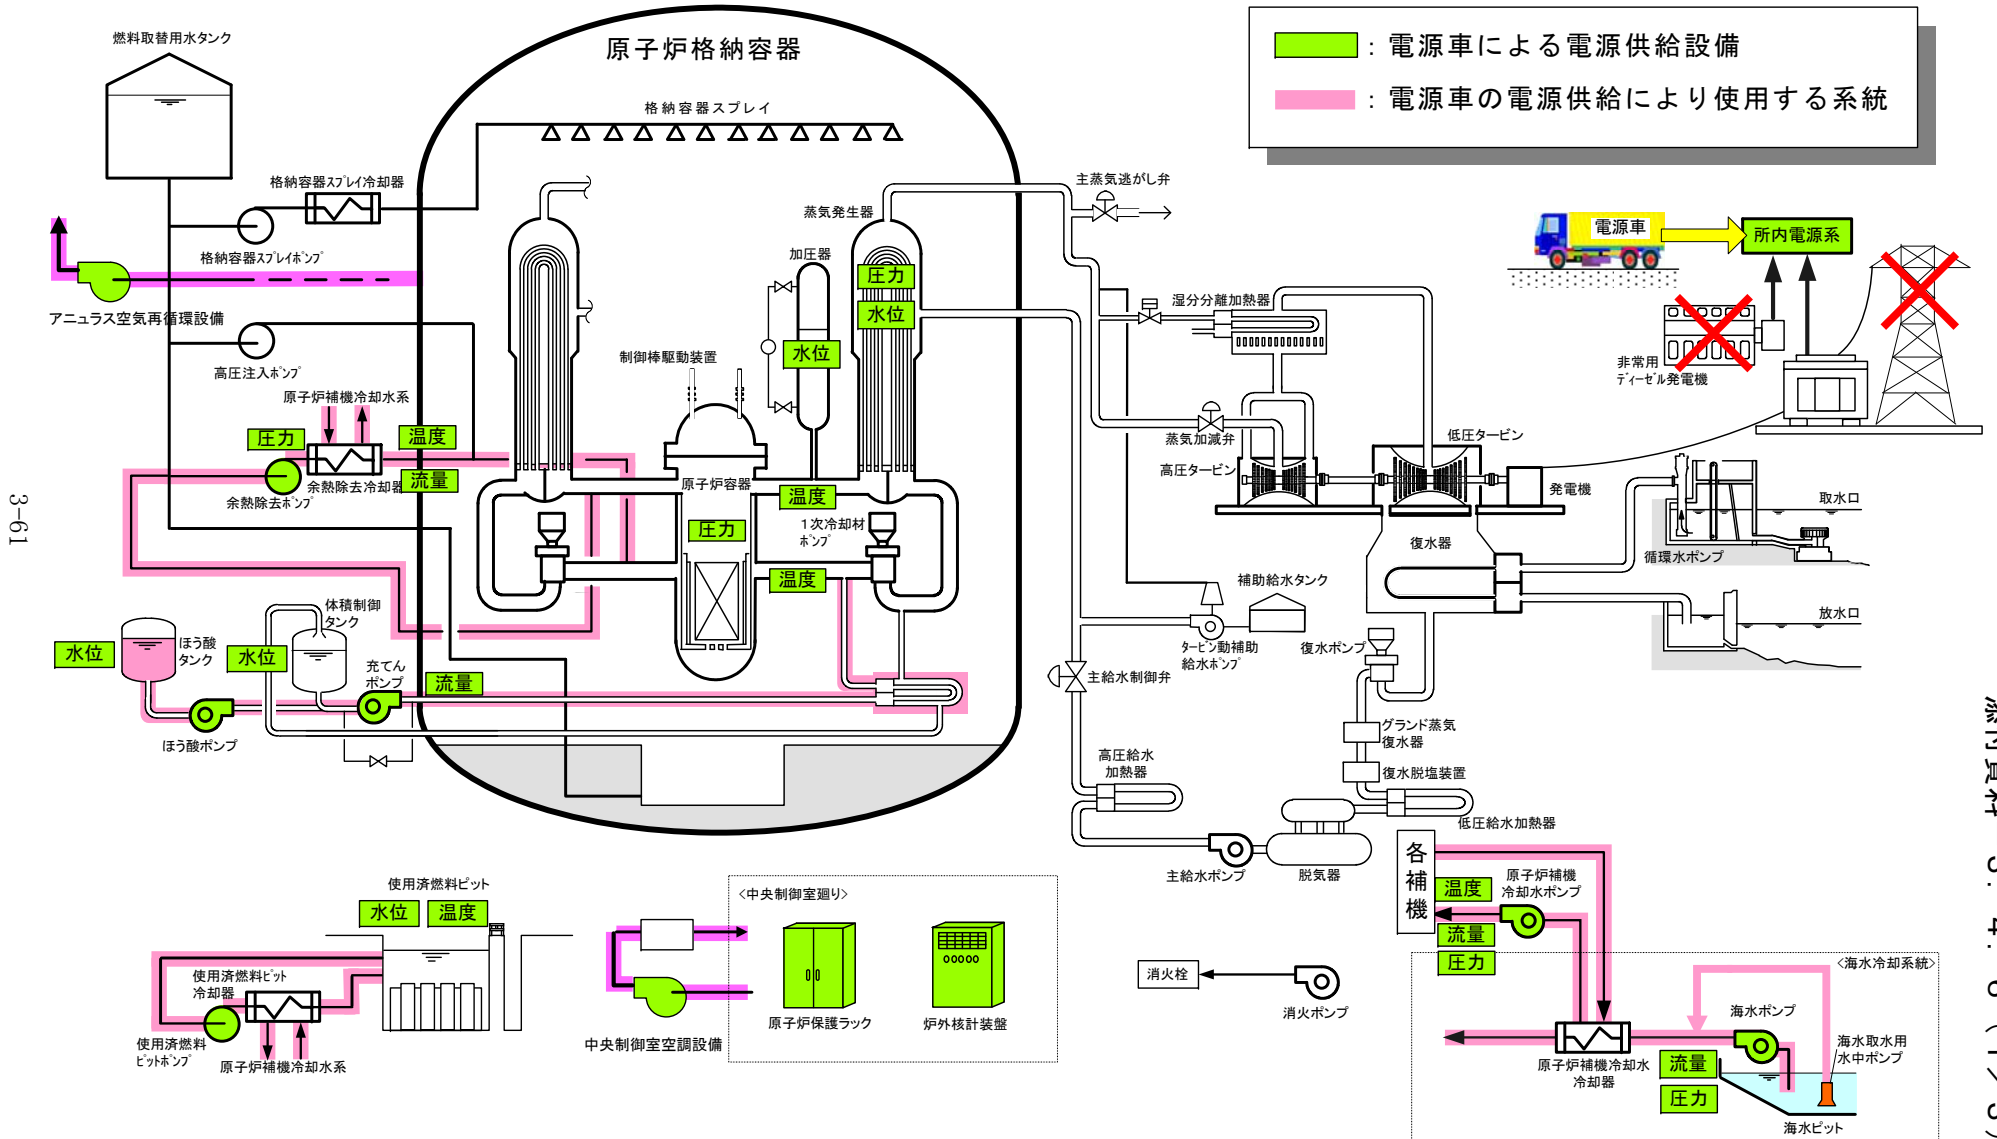 燃料取替用水タンク
原子炉格納容器
格納容器スプレイ
：電源車による電源供給設備
：電源車の電源供給により使用する系統
格納容器スプレイ冷却器
格納容器スプレイポンプ
アニュラス空気再循環設備
高圧注入ポンプ
原子炉補機冷却水系
圧力
温度
流量
余熱除去冷却器
余熱除去ポンプ
蒸気発生器
加圧器
圧力
水位
水位
制御棒駆動装置
原子炉容器
温度
圧力
1次冷却材
ポンプ
温度
主蒸気逃がし弁
湿分分離加熱器
蒸気加減弁
高圧タービン
低圧タービン
発電機
復水器
電源車
所内電源系
非常用
ディーゼル発電機
取水口
循環水ポンプ
放水口
補助給水タンク
タービン動補助
給水ポンプ
復水ポンプ
主給水制御弁
グランド蒸気
復水器
復水脱塩装置
高圧給水
加熱器
低圧給水加熱器
主給水ポンプ
脱気器
水位
ほう酸
タンク
水位
体積制御
タンク
充てん
ポンプ
流量
ほう酸ポンプ
使用済燃料ピット
水位
温度
使用済燃料ピット
冷却器
使用済燃料
ピットポンプ
原子炉補機冷却水系
中央制御室空調設備
〈中央制御室廻り〉
原子炉保護ラック
炉外核計装盤
消火栓
消火ポンプ
各補機
温度
流量
圧力
原子炉補機
冷却水ポンプ
〈海水冷却系統〉
海水ポンプ
海水取水用
水中ポンプ
原子炉補機冷却水
冷却器
流量
圧力
海水ピット
3-61
添付資料 3．4．6（1／3）